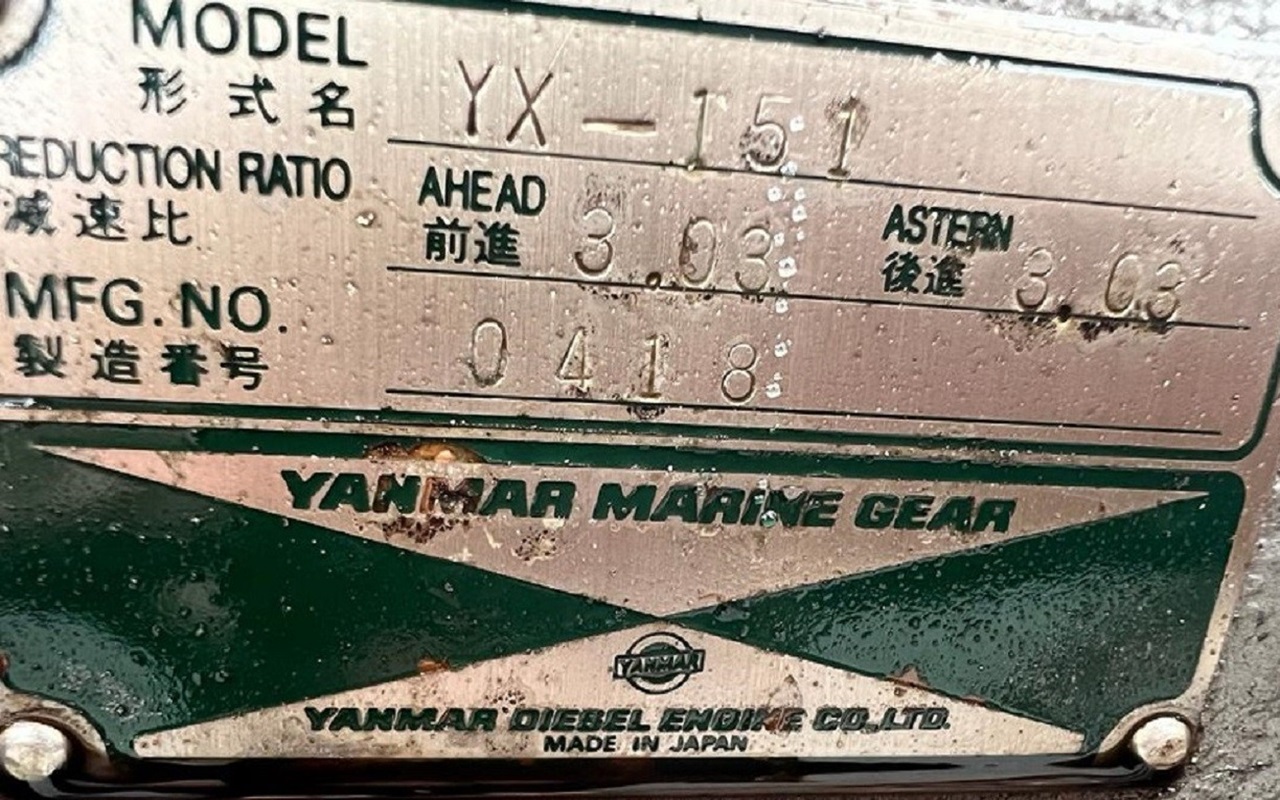 MODEL YX-151
形式名
REDUCTION RATIO AHEAD 3.03 ASTERN 3.03
減速比 前進 後進
MFG. NO. 0418
製造番号
YANMAR MARINE GEAR
YANMAR
YANMAR DIESEL ENGINE CO.,LTD.
MADE IN JAPAN